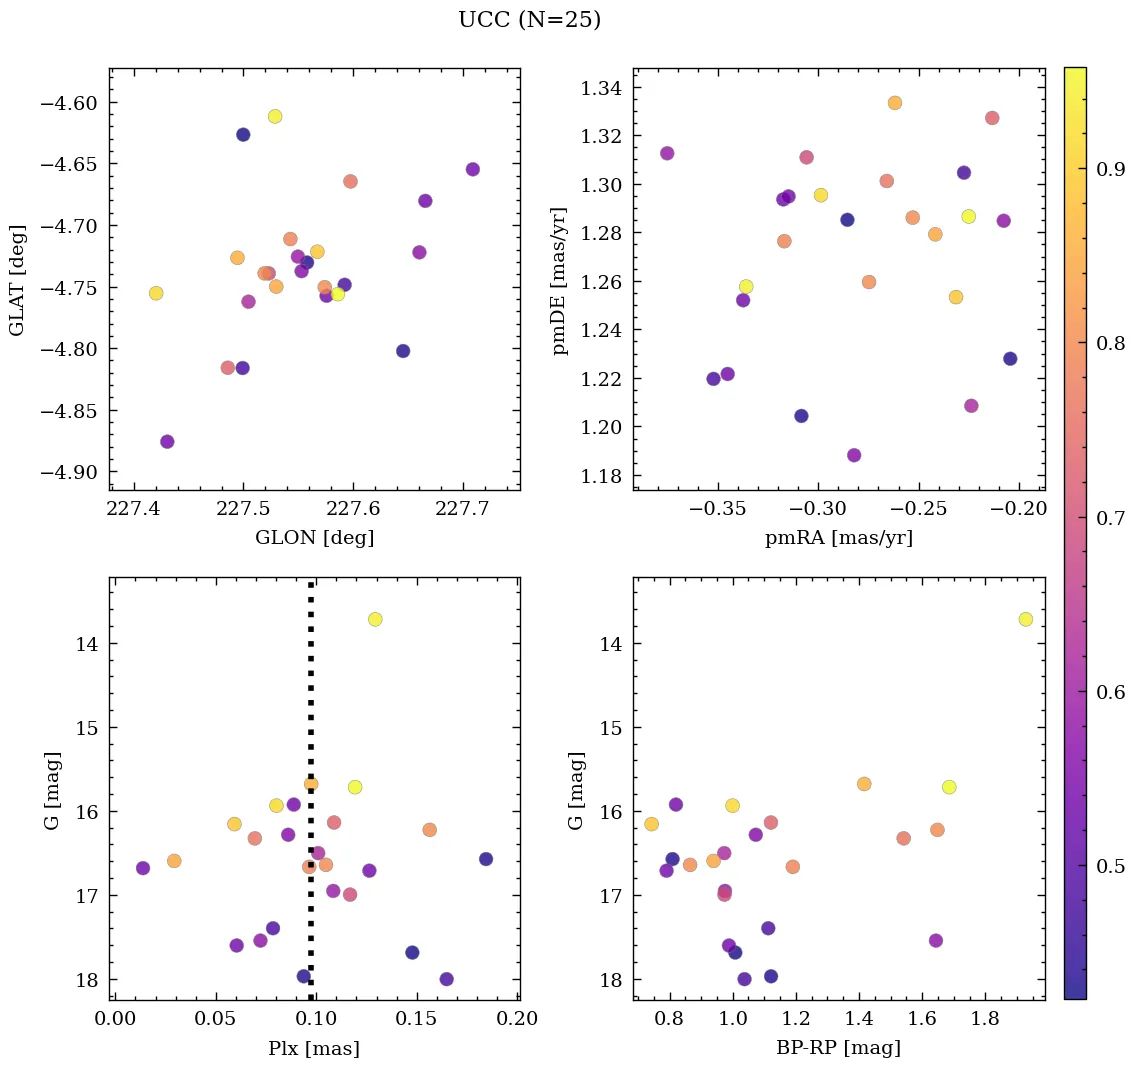 UCC (N=25)
−4.60
−4.65
−4.70
−4.75
−4.80
−4.85
−4.90
GLAT [deg]
227.4 227.5 227.6 227.7
GLON [deg]
1.34
1.32
1.30
1.28
1.26
1.24
1.22
1.20
1.18
pmDE [mas/yr]
−0.35 −0.30 −0.25 −0.20
pmRA [mas/yr]
14
15
16
17
18
G [mag]
0.00 0.05 0.10 0.15 0.20
Plx [mas]
14
15
16
17
18
G [mag]
0.8 1.0 1.2 1.4 1.6 1.8
BP-RP [mag]
0.9
0.8
0.7
0.6
0.5